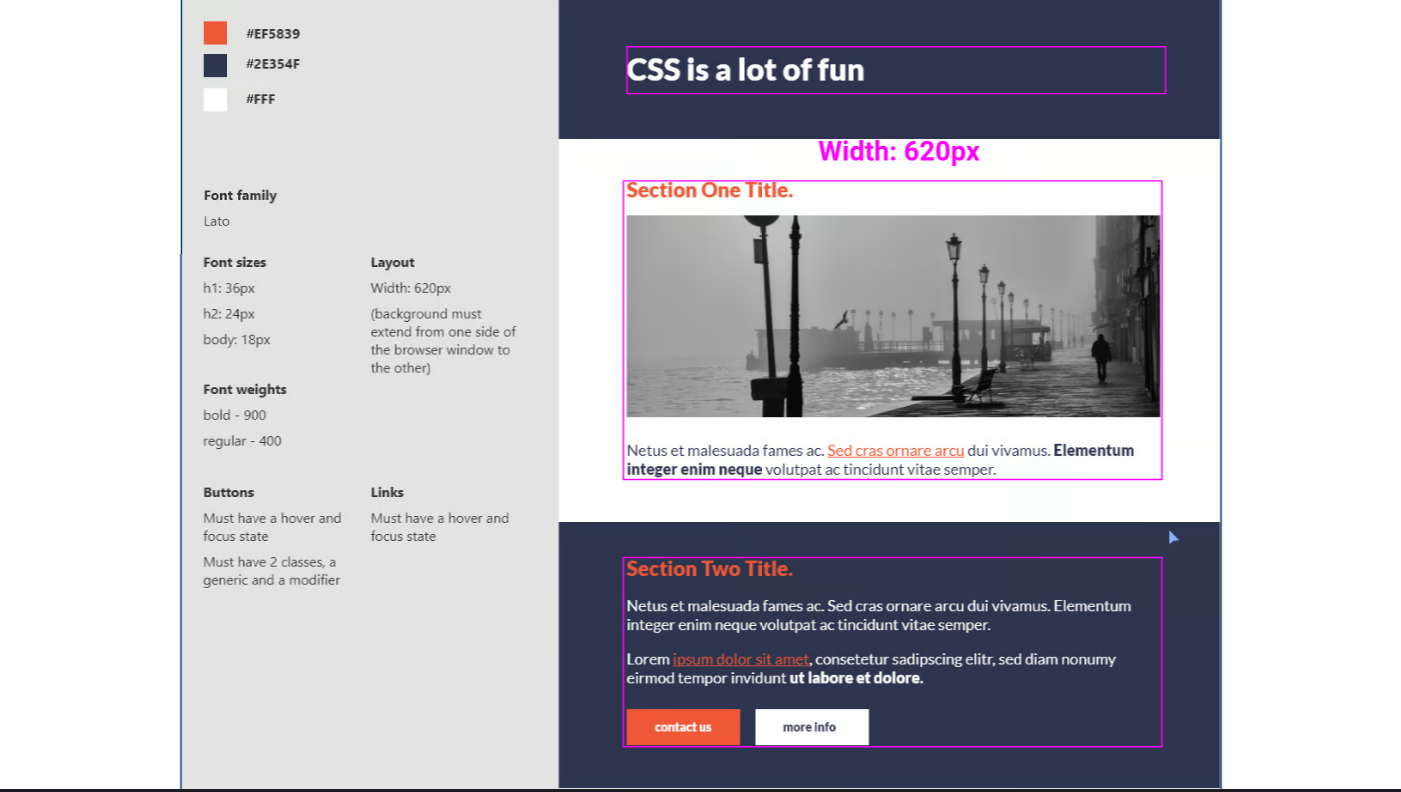 #EF5839
#2E354F
#FFF
Font family
Lato
Font sizes
h1: 36px
h2: 24px
body: 18px
Font weights
bold - 900
regular - 400
Layout
Width: 620px
(background must
extend from one side of
the browser window to
the other)
Buttons
Must have a hover and
focus state
Must have 2 classes, a
generic and a modifier
Links
Must have a hover and
focus state
CSS is a lot of fun
Width: 620px
Section One Title.
Netus et malesuada fames ac. Sed cras ornare arcu dui vivamus. Elementum
integer enim neque volutpat ac tincidunt vitae semper.
Section Two Title.
Netus et malesuada fames ac. Sed cras ornare arcu dui vivamus. Elementum
integer enim neque volutpat ac tincidunt vitae semper.
Lorem ipsum dolor sit amet, consetetur sadipscing elitr, sed diam nonumy
eirmod tempor invidunt ut labore et dolore.
contact us
more info